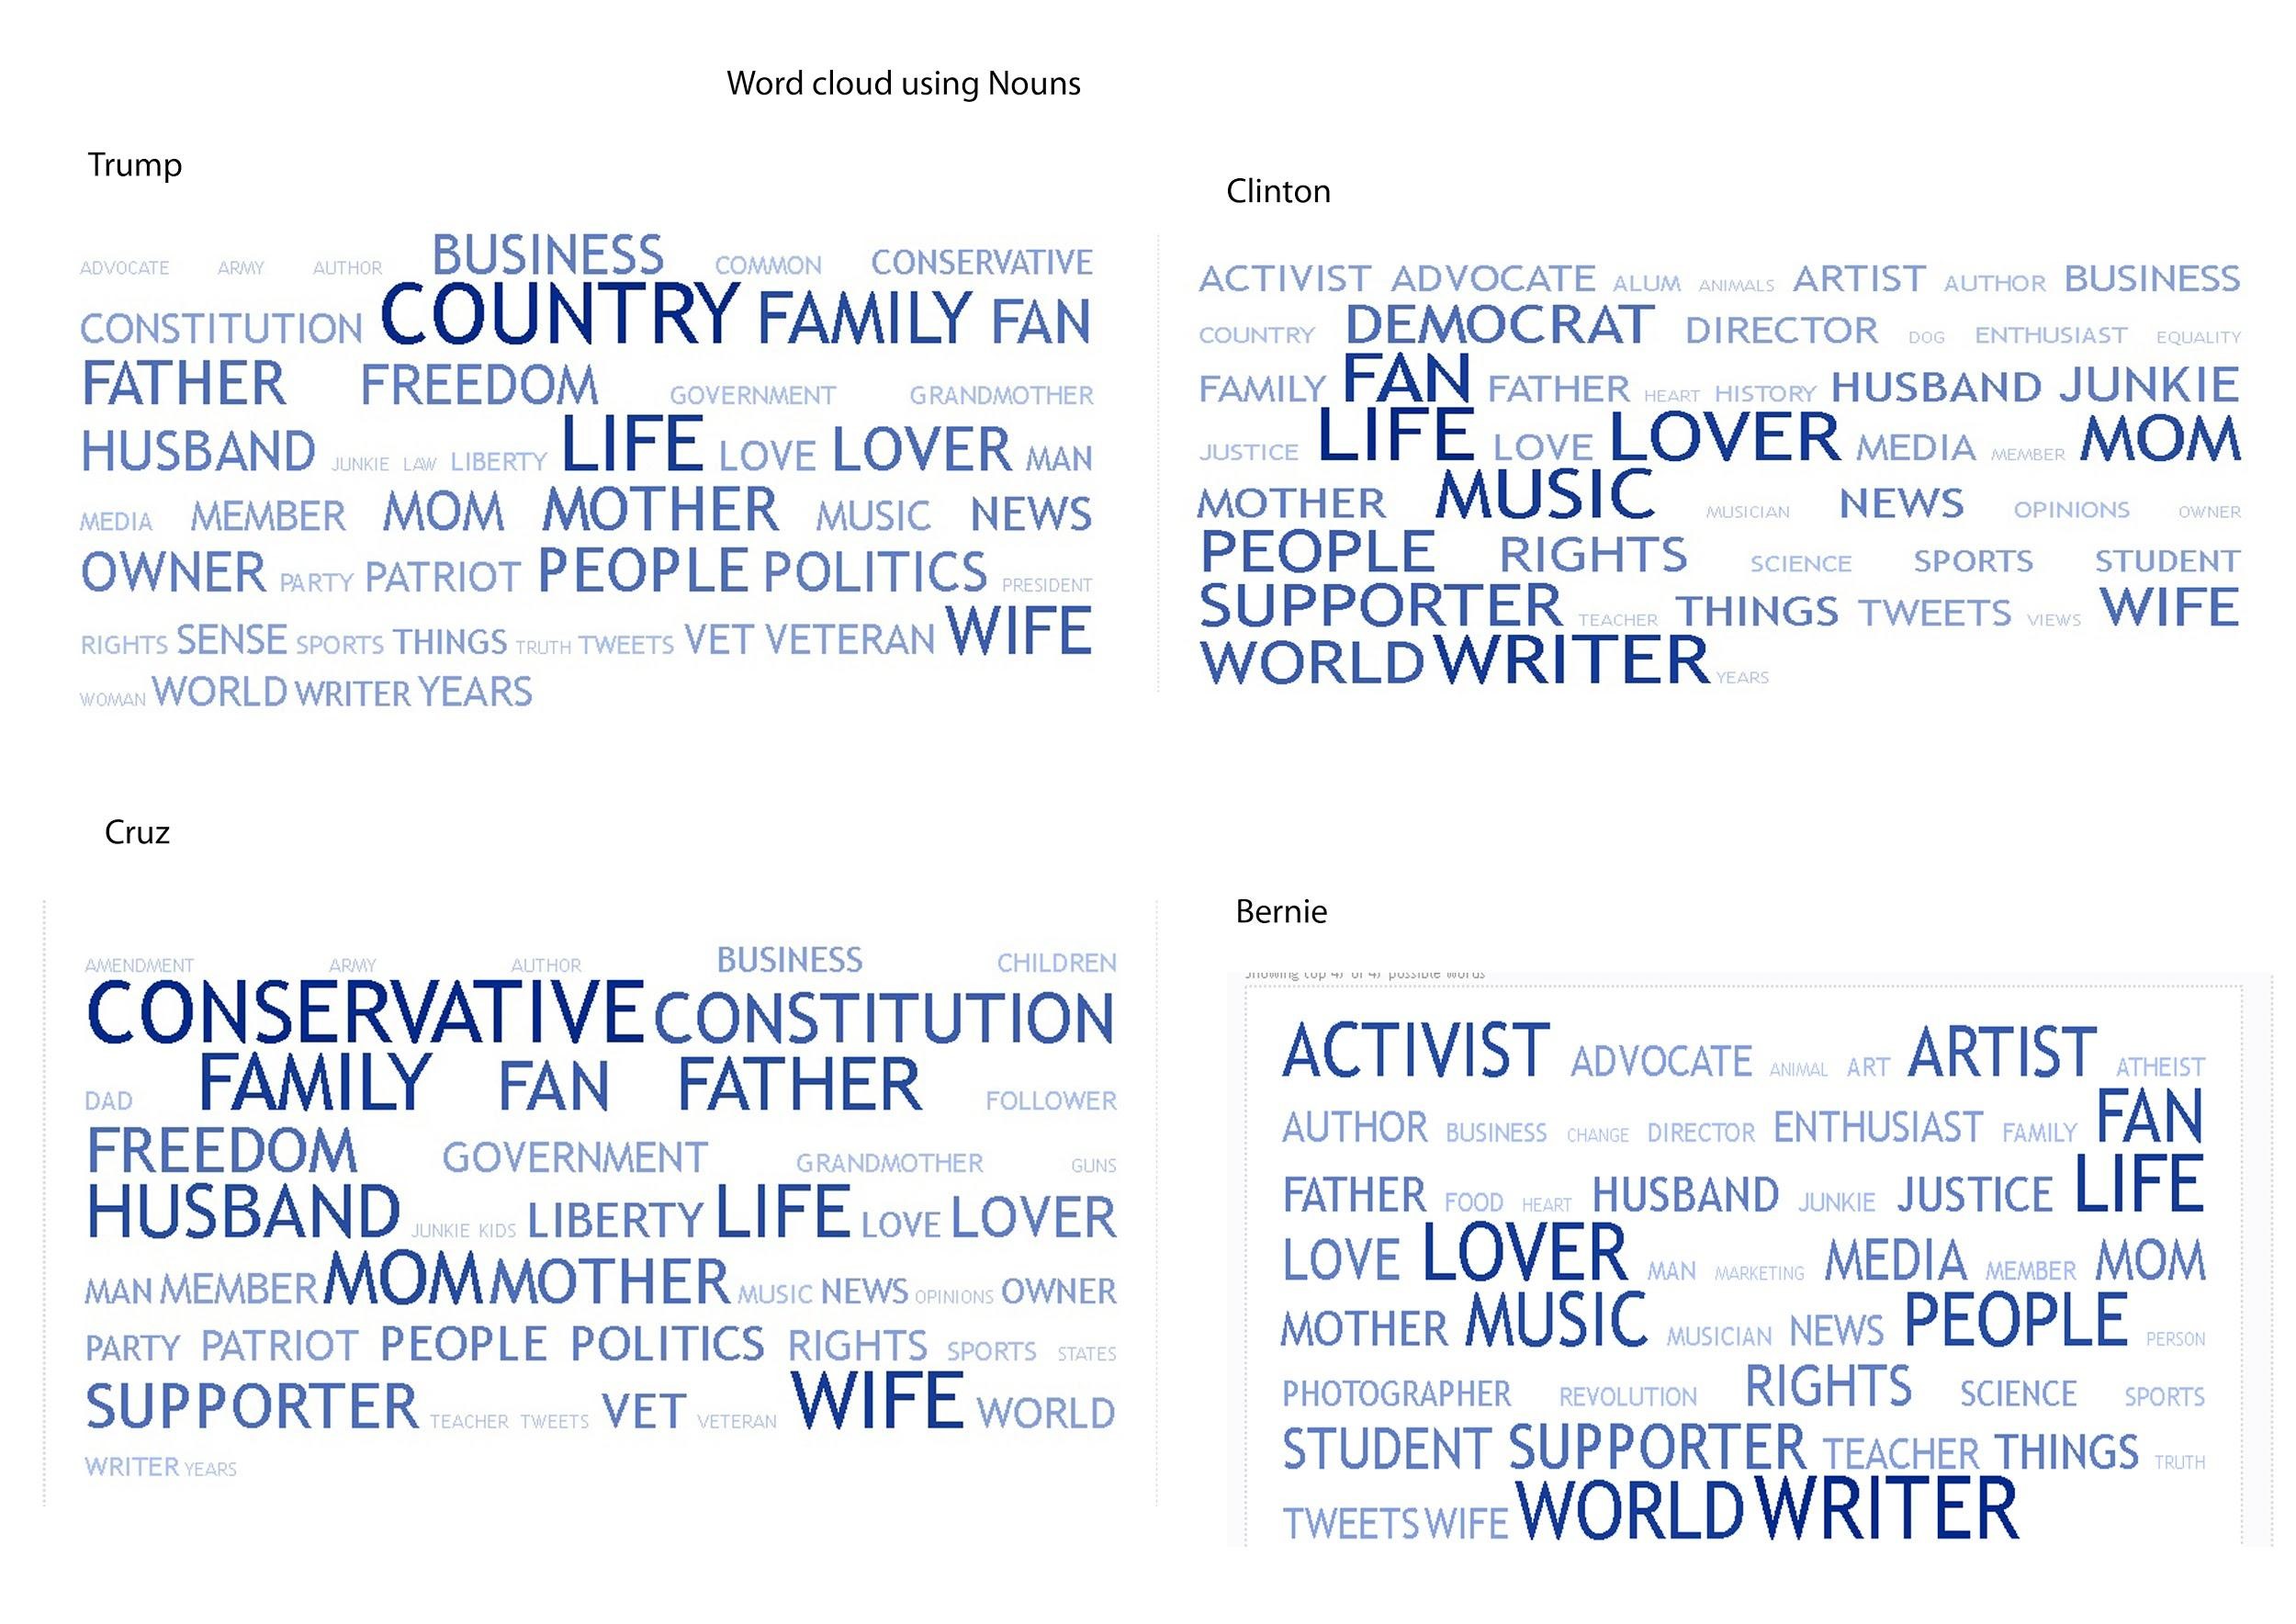 Word cloud using Nouns
Trump
ADVOCATE ARMY AUTHOR BUSINESS COMMON CONSERVATIVE
CONSTITUTION COUNTRY FAMILY FAN
FATHER FREEDOM GOVERNMENT GRANDMOTHER
HUSBAND JUNKIE LAW LIBERTY LIFE LOVE LOVER MAN
MEDIA MEMBER MOM MOTHER MUSIC NEWS
OWNER PARTY PATRIOT PEOPLE POLITICS PRESIDENT
RIGHTS SENSE SPORTS THINGS TRUTH TWEETS VET VETERAN WIFE
WOMAN WORLD WRITER YEARS
Clinton
ACTIVIST ADVOCATE ALUM ANIMALS ARTIST AUTHOR BUSINESS
COUNTRY DEMOCRAT DIRECTOR DOG ENTHUSIAST EQUALITY
FAMILY FAN FATHER HEART HISTORY HUSBAND JUNKIE
JUSTICE LIFE LOVE LOVER MEDIA MEMBER MOM
MOTHER MUSIC MUSICIAN NEWS OPINIONS OWNER
PEOPLE RIGHTS SCIENCE SPORTS STUDENT
SUPPORTER TEACHER THINGS TWEETS VIEWS WIFE
WORLD WRITER YEARS
Cruz
AMENDMENT ARMY AUTHOR BUSINESS CHILDREN
CONSERVATIVE CONSTITUTION
DAD FAMILY FAN FATHER FOLLOWER
FREEDOM GOVERNMENT GRANDMOTHER GUNS
HUSBAND JUNKIE KIDS LIBERTY LIFE LOVE LOVER
MAN MEMBER MOM MOTHER MUSIC NEWS OPINIONS OWNER
PARTY PATRIOT PEOPLE POLITICS RIGHTS SPORTS STATES
SUPPORTER TEACHER TWEETS VET VETERAN WIFE WORLD
WRITER YEARS
Bernie
ACTIVIST ADVOCATE ANIMAL ART ARTIST ATHEIST
AUTHOR BUSINESS CHANGE DIRECTOR ENTHUSIAST FAMILY FAN
FATHER FOOD HEART HUSBAND JUNKIE JUSTICE LIFE
LOVE LOVER MAN MARKETING MEDIA MEMBER MOM
MOTHER MUSIC MUSICIAN NEWS PEOPLE PERSON
PHOTOGRAPHER REVOLUTION RIGHTS SCIENCE SPORTS
STUDENT SUPPORTER TEACHER THINGS TRUTH
TWEETS WIFE WORLD WRITER